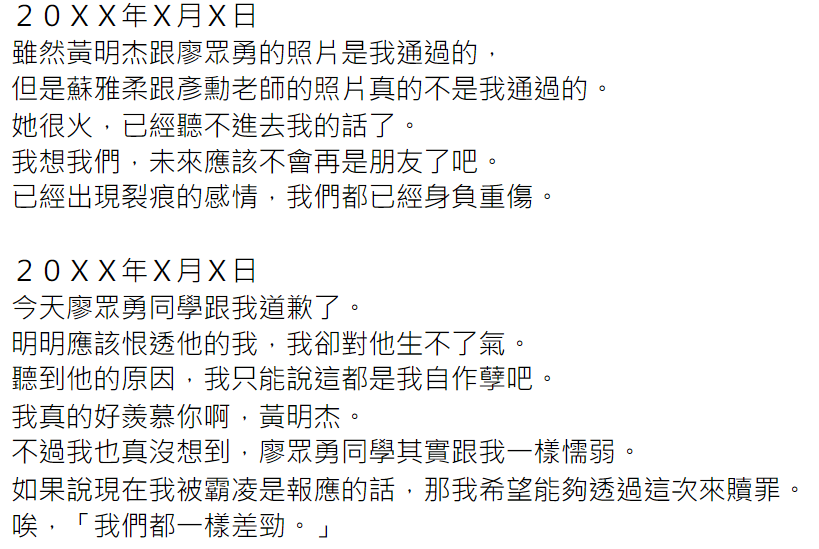 ２０ＸＸ年Ｘ月Ｘ日
雖然黃明杰跟廖眾勇的照片是我通過的，
但是蘇雅柔跟彥勳老師的照片真的不是我通過的。
她很火，已經聽不進去我的話了。
我想我們，未來應該不會再是朋友了吧。
已經出現裂痕的感情，我們都已經身負重傷。
２０ＸＸ年Ｘ月Ｘ日
今天廖眾勇同學跟我道歉了。
明明應該恨透他的我，我卻對他生不了氣。
聽到他的原因，我只能說這都是我自作孽吧。
我真的好羨慕你啊，黃明杰。
不過我也真沒想到，廖眾勇同學其實跟我一樣懦弱。
如果說現在我被霸凌是報應的話，那我希望能夠透過這次來贖罪。
唉，「我們都一樣差勁。」